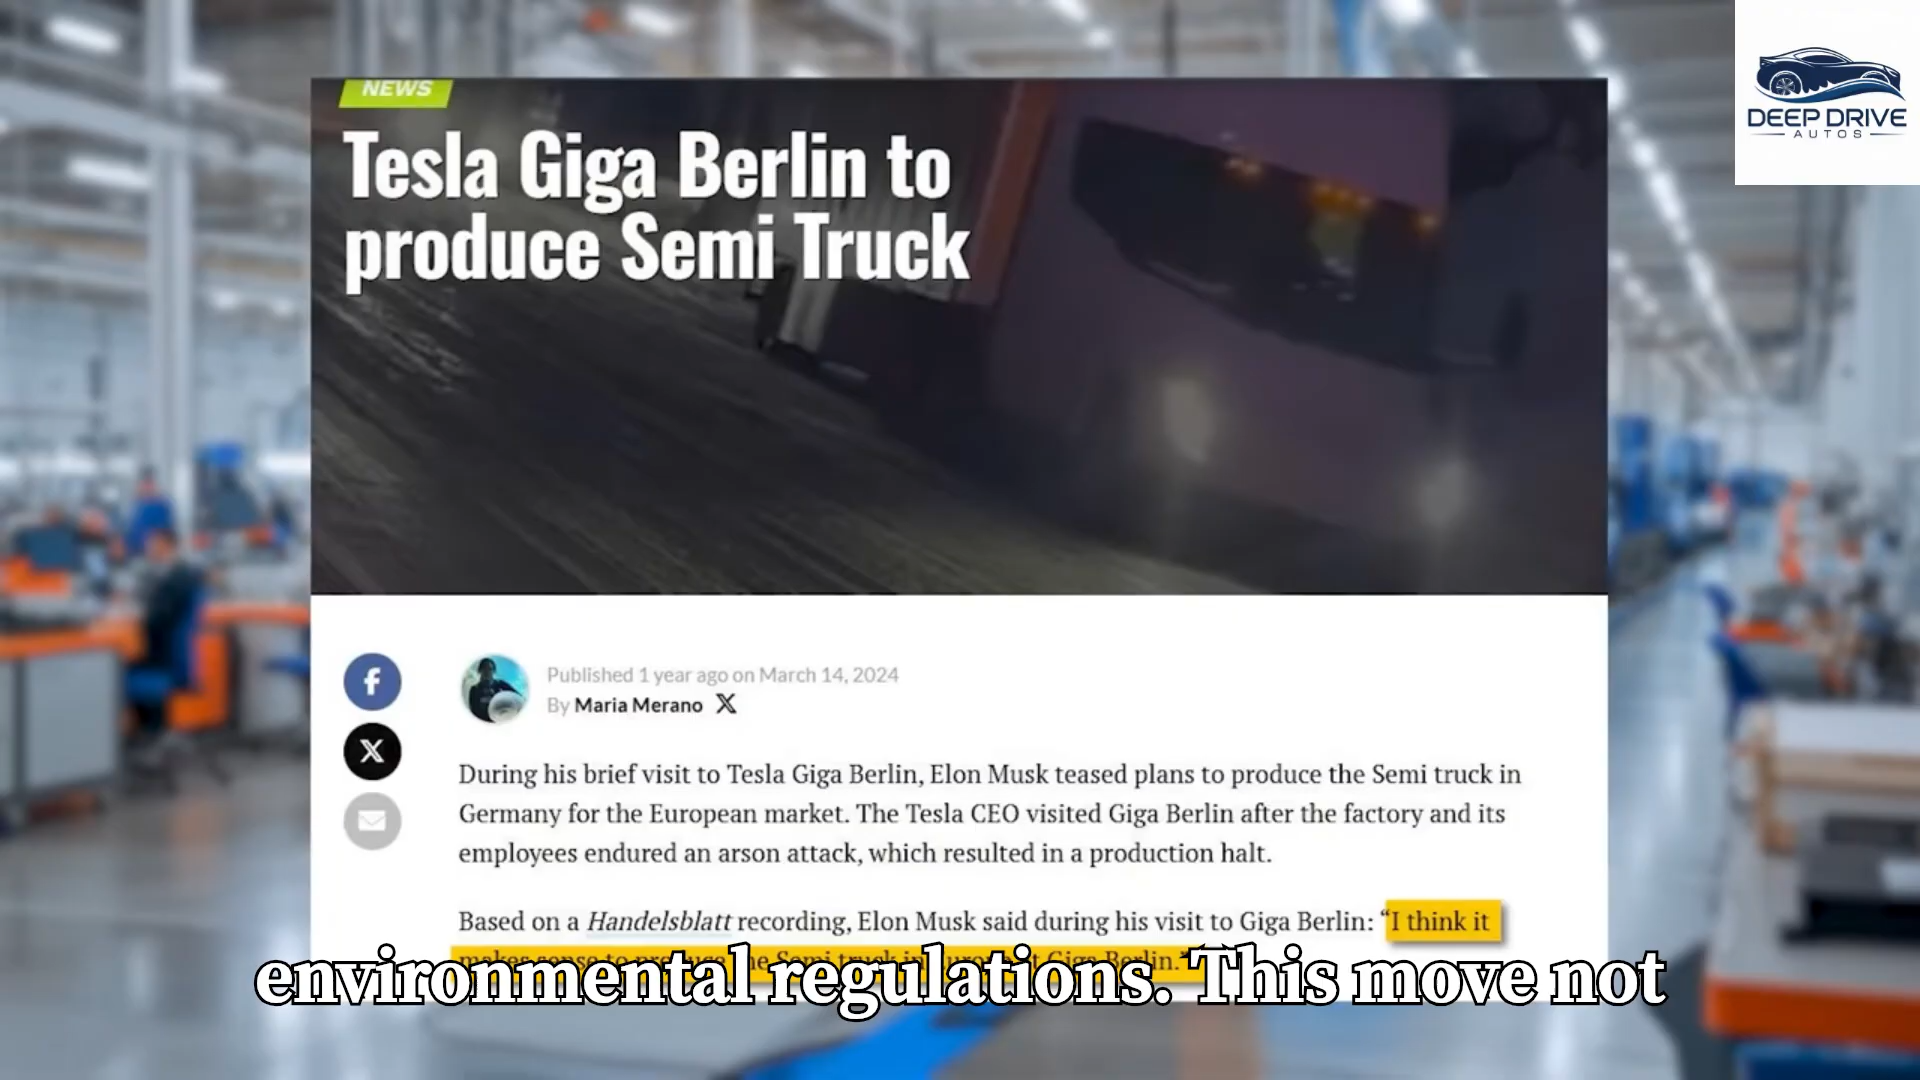 NEWS
Tesla Giga Berlin to
produce Semi Truck
DEEP DRIVE
AUTOS
Published 1 year ago on March 14, 2024
By Maria Merano
During his brief visit to Tesla Giga Berlin, Elon Musk teased plans to produce the Semi truck in
Germany for the European market. The Tesla CEO visited Giga Berlin after the factory and its
employees endured an arson attack, which resulted in a production halt.
Based on a Handelsblatt recording, Elon Musk said during his visit to Giga Berlin: “I think it
makes sense to produce the Semi truck in Europe at Giga Berlin.”
environmental regulations. This move not